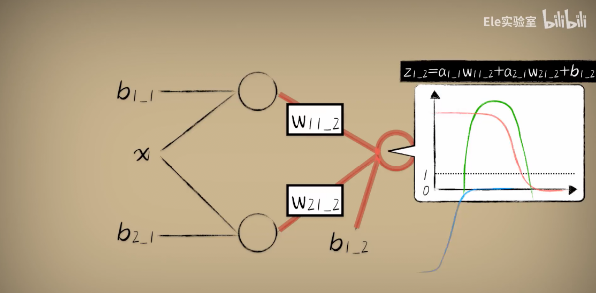 Ele实验室 bilibili
z₁_₂=a₁_₁w₁₁_₂+a₂_₁w₂₁_₂+b₁_₂
b₁_₁
w₁₁_₂
x
1
0
w₂₁_₂
b₂_₁
b₁_₂